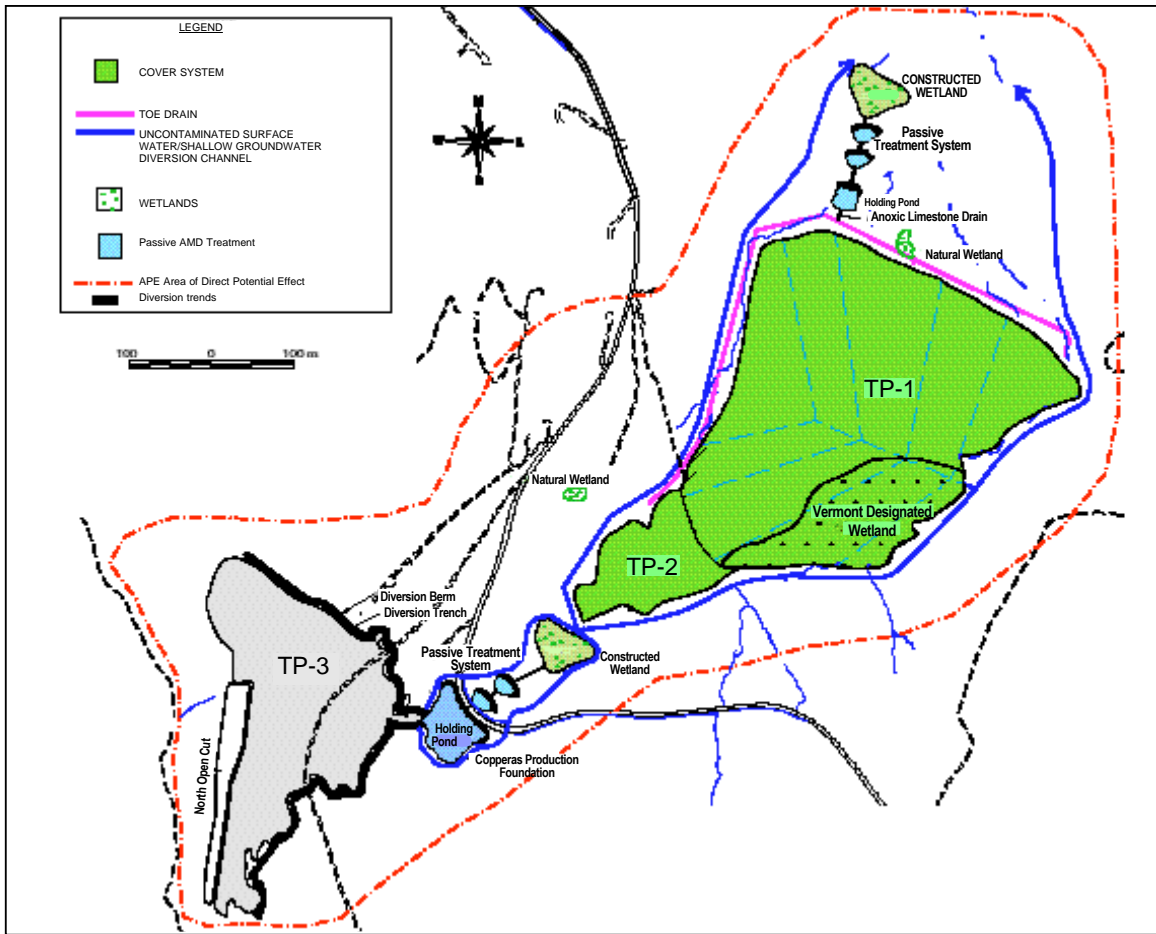 LEGEND
COVER SYSTEM
TOE DRAIN
UNCONTAMINATED SURFACE
WATER/SHALLOW GROUNDWATER
DIVERSION CHANNEL
WETLANDS
Passive AMD Treatment
APE Area of Direct Potential Effect
Diversion trends
100 0 100 m
N
S
CONSTRUCTED
WETLAND
Passive
Treatment System
Holding Pond
Anoxic Limestone Drain
Natural Wetland
TP-1
Natural Wetland
Vermont Designated
Wetland
TP-2
Diversion Berm
Diversion Trench
Passive Treatment
System
Constructed
Wetland
TP-3
Holding
Pond
Copperas Production
Foundation
North Open Cut